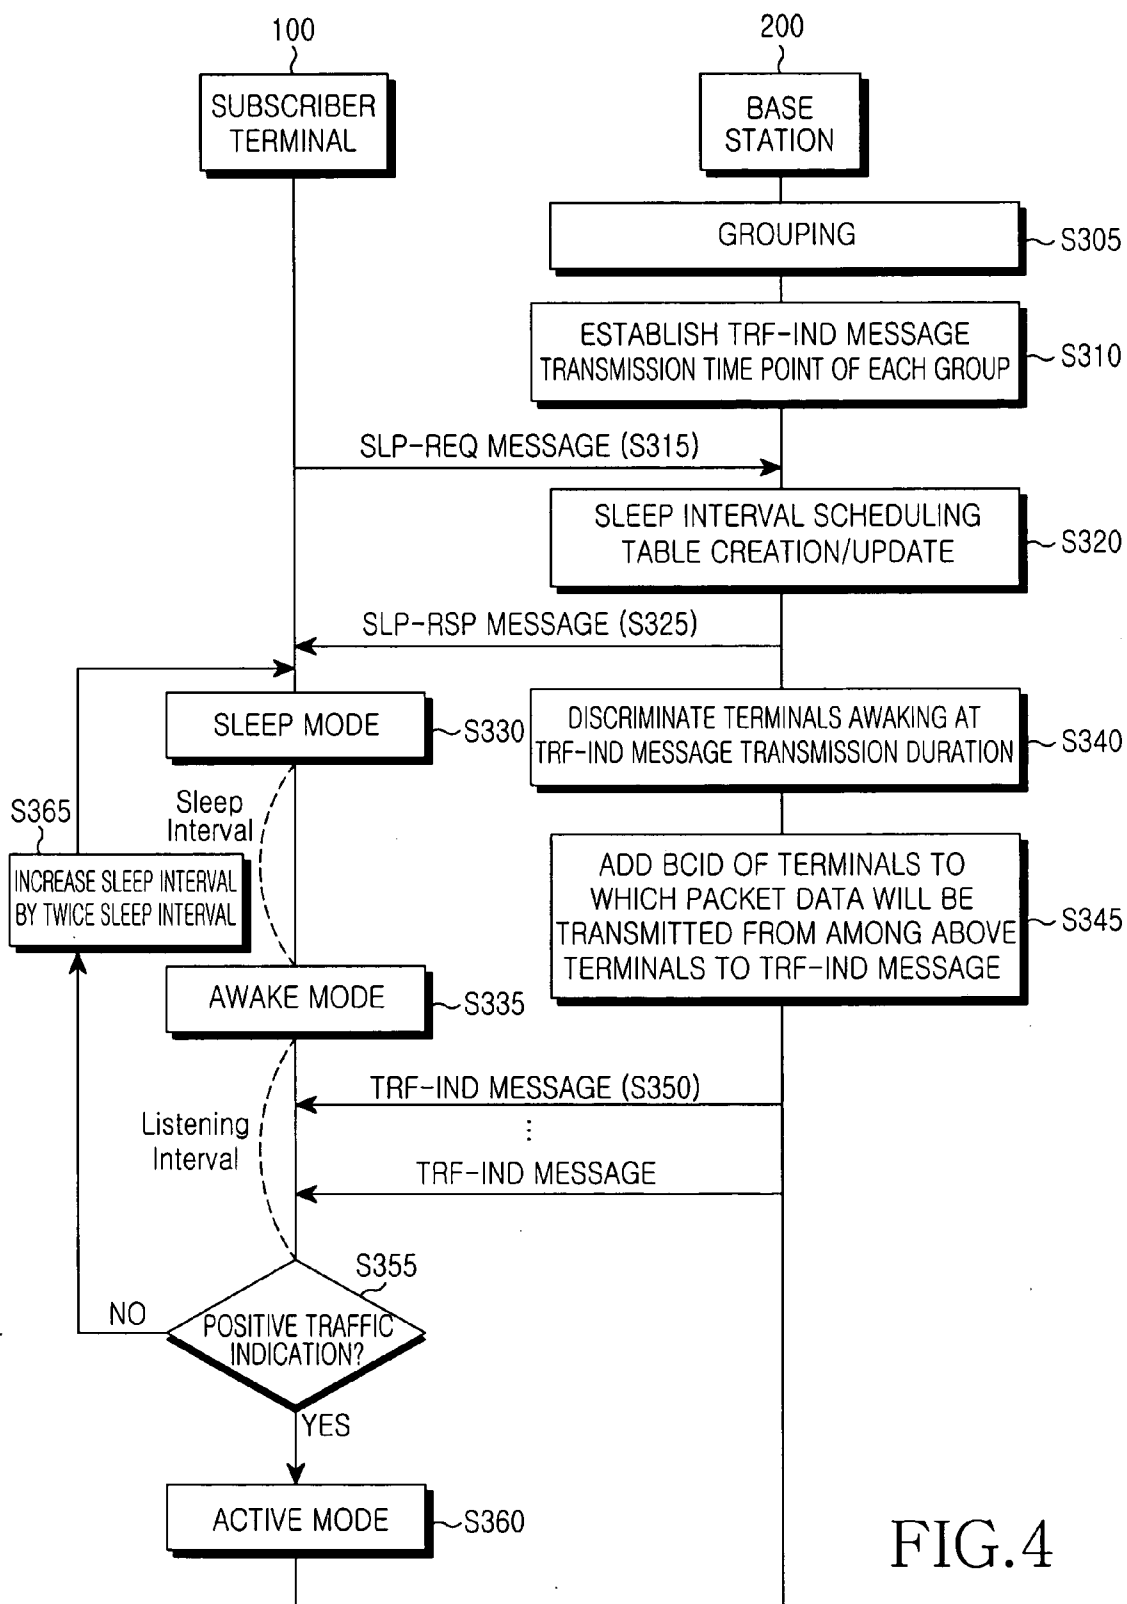 100
200
SUBSCRIBER
TERMINAL
BASE
STATION
GROUPING
S305
ESTABLISH TRF-IND MESSAGE
TRANSMISSION TIME POINT OF EACH GROUP
S310
SLP-REQ MESSAGE (S315)
SLEEP INTERVAL SCHEDULING
TABLE CREATION/UPDATE
S320
SLP-RSP MESSAGE (S325)
SLEEP MODE
S330
DISCRIMINATE TERMINALS AWAKING AT
TRF-IND MESSAGE TRANSMISSION DURATION
S340
Sleep
Interval
S365
INCREASE SLEEP INTERVAL
BY TWICE SLEEP INTERVAL
ADD BCID OF TERMINALS TO
WHICH PACKET DATA WILL BE
TRANSMITTED FROM AMONG ABOVE
TERMINALS TO TRF-IND MESSAGE
S345
AWAKE MODE
S335
TRF-IND MESSAGE (S350)
Listening
Interval
⋮
TRF-IND MESSAGE
S355
POSITIVE TRAFFIC
INDICATION?
NO
YES
ACTIVE MODE
S360
FIG.4